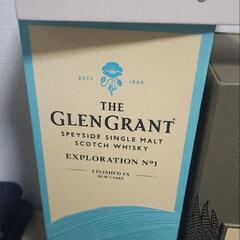 ESTD 1840
THE
GLENGRANT
SPEYSIDE SINGLE MALT
SCOTCH WHISKY
EXPLORATION Nº1
FINISHED IN
RUM CASKS